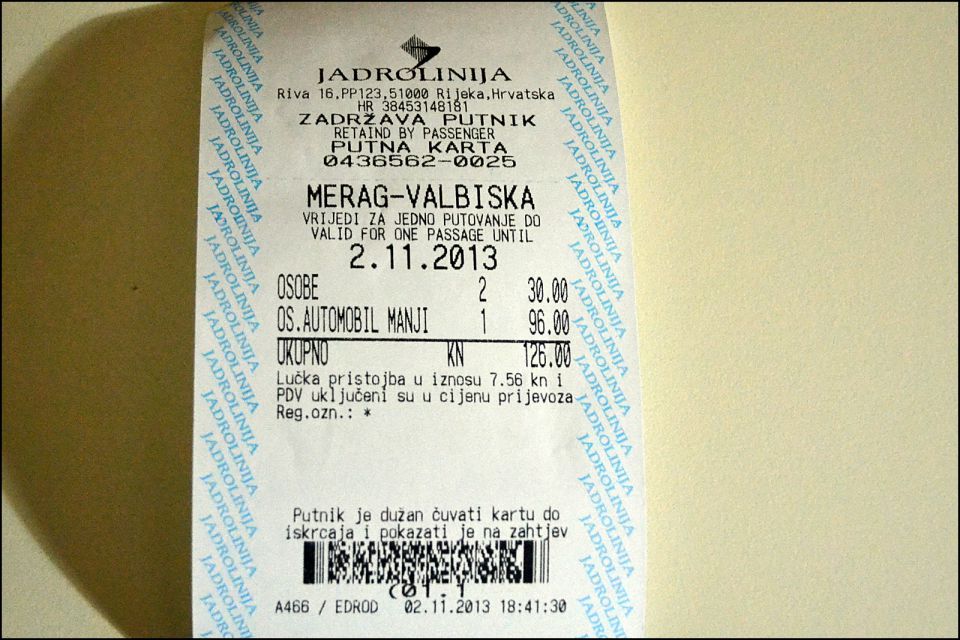 JADROLINIJA
Riva 16,PP123,51000 Rijeka,Hrvatska
HR 38453148181
ZADRŽAVA PUTNIK
RETAIND BY PASSENGER
PUTNA KARTA
0436562-0025
MERAG-VALBISKA
VRIJEDI ZA JEDNO PUTOVANJE DO
VALID FOR ONE PASSAGE UNTIL
2.11.2013
OSOBE 2 30.00
OS.AUTOMOBIL MANJI 1 96.00
UKUPNO KN 126.00
Lučka pristojba u iznosu 7.56 kn i
PDV uključeni su u cijenu prijevoza
Reg.ozn.: *
Putnik je dužan čuvati kartu do
iskrcaja i pokazati je na zahtjev
A466 / EDROD 02.11.2013 18:41:30